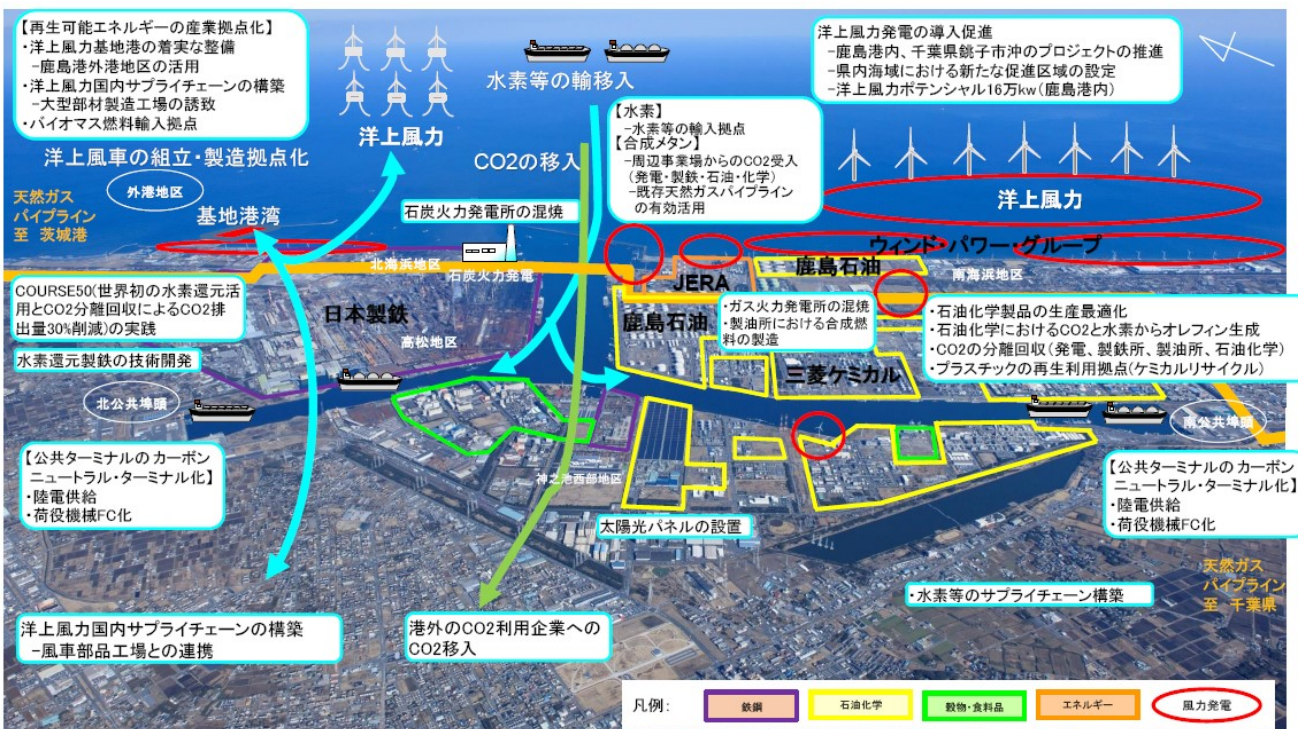 【再生可能エネルギーの産業拠点化】
・洋上風力基地港の着実な整備
−鹿島港外港地区の活用
・洋上風力国内サプライチェーンの構築
−大型部材製造工場の誘致
・バイオマス燃料輸入拠点
洋上風車の組立・製造拠点化
外港地区
天然ガス
パイプライン
至 茨城港
基地港湾
洋上風力
水素等の輸移入
CO2の移入
石炭火力発電所の混焼
【水素】
−水素等の輸入拠点
【合成メタン】
−周辺事業場からのCO2受入
(発電・製鉄・石油・化学)
−既存天然ガスパイプライン
の有効活用
洋上風力発電の導入促進
−鹿島港内、千葉県銚子市沖のプロジェクトの推進
−県内海域における新たな促進区域の設定
−洋上風力ポテンシャル16万kw(鹿島港内)
洋上風力
ウィンド・パワー・グループ
北海浜地区
石炭火力発電
JERA
鹿島石油
南海浜地区
COURSE50(世界初の水素還元活
用とCO2分離回収によるCO2排
出量30%削減)の実践
日本製鉄
高松地区
水素還元製鉄の技術開発
鹿島石油
・ガス火力発電所の混焼
・製油所における合成燃
料の製造
・石油化学製品の生産最適化
・石油化学におけるCO2と水素からオレフィン生成
・CO2の分離回収(発電、製鉄所、製油所、石油化学)
・プラスチックの再生利用拠点(ケミカルリサイクル)
三菱ケミカル
北公共埠頭
南公共埠頭
【公共ターミナルの カーボン
ニュートラル・ターミナル化】
・陸電供給
・荷役機械FC化
神之池西部地区
太陽光パネルの設置
【公共ターミナルの カーボン
ニュートラル・ターミナル化】
・陸電供給
・荷役機械FC化
天然ガス
パイプライン
至 千葉県
・水素等のサプライチェーン構築
洋上風力国内サプライチェーンの構築
−風車部品工場との連携
港外のCO2利用企業への
CO2移入
凡例:
鉄鋼
石油化学
穀物・食料品
エネルギー
風力発電